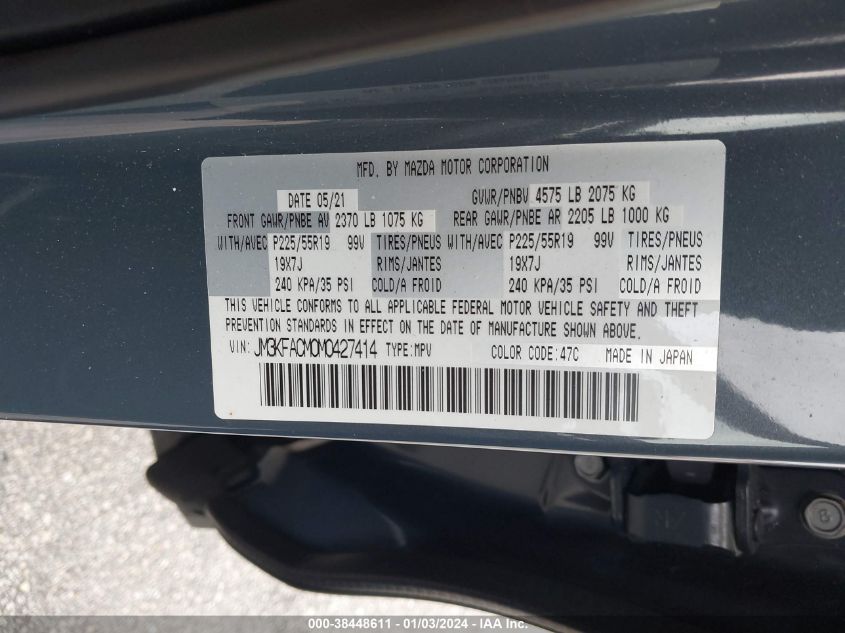 MFD. BY MAZDA MOTOR CORPORATION
DATE 05/21 GVWR/PNBV 4575 LB 2075 KG
FRONT GAWR/PNBE AV 2370 LB 1075 KG REAR GAWR/PNBE AR 2205 LB 1000 KG
WITH/AVEC P225/55R19 99V TIRES/PNEUS WITH/AVEC P225/55R19 99V TIRES/PNEUS
19X7J RIMS/JANTES 19X7J RIMS/JANTES
240 KPA/35 PSI COLD/A FROID 240 KPA/35 PSI COLD/A FROID
THIS VEHICLE CONFORMS TO ALL APPLICABLE FEDERAL MOTOR VEHICLE SAFETY AND THEFT
PREVENTION STANDARDS IN EFFECT ON THE DATE OF MANUFACTURE SHOWN ABOVE.
VIN: JM3KFACM0M0427414 TYPE:MPV COLOR CODE:47C MADE IN JAPAN
8
000-38448611 - 01/03/2024 - IAA Inc.